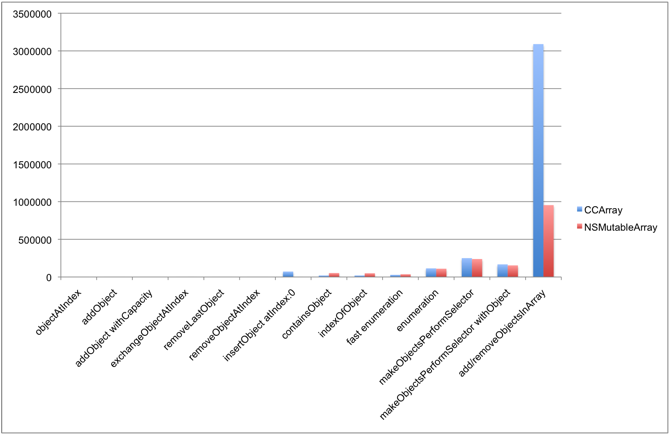 3500000
3000000
2500000
2000000
1500000
1000000
500000
0
objectAtIndex
addObject
addObject withCapacity
exchangeObjectAtIndex
removeLastObject
removeObjectAtIndex
insertObject atIndex:0
containsObject
indexOfObject
fast enumeration
enumeration
makeObjectsPerformSelector
makeObjectsPerformSelector withObject
add/removeObjectsInArray
CCArray
NSMutableArray